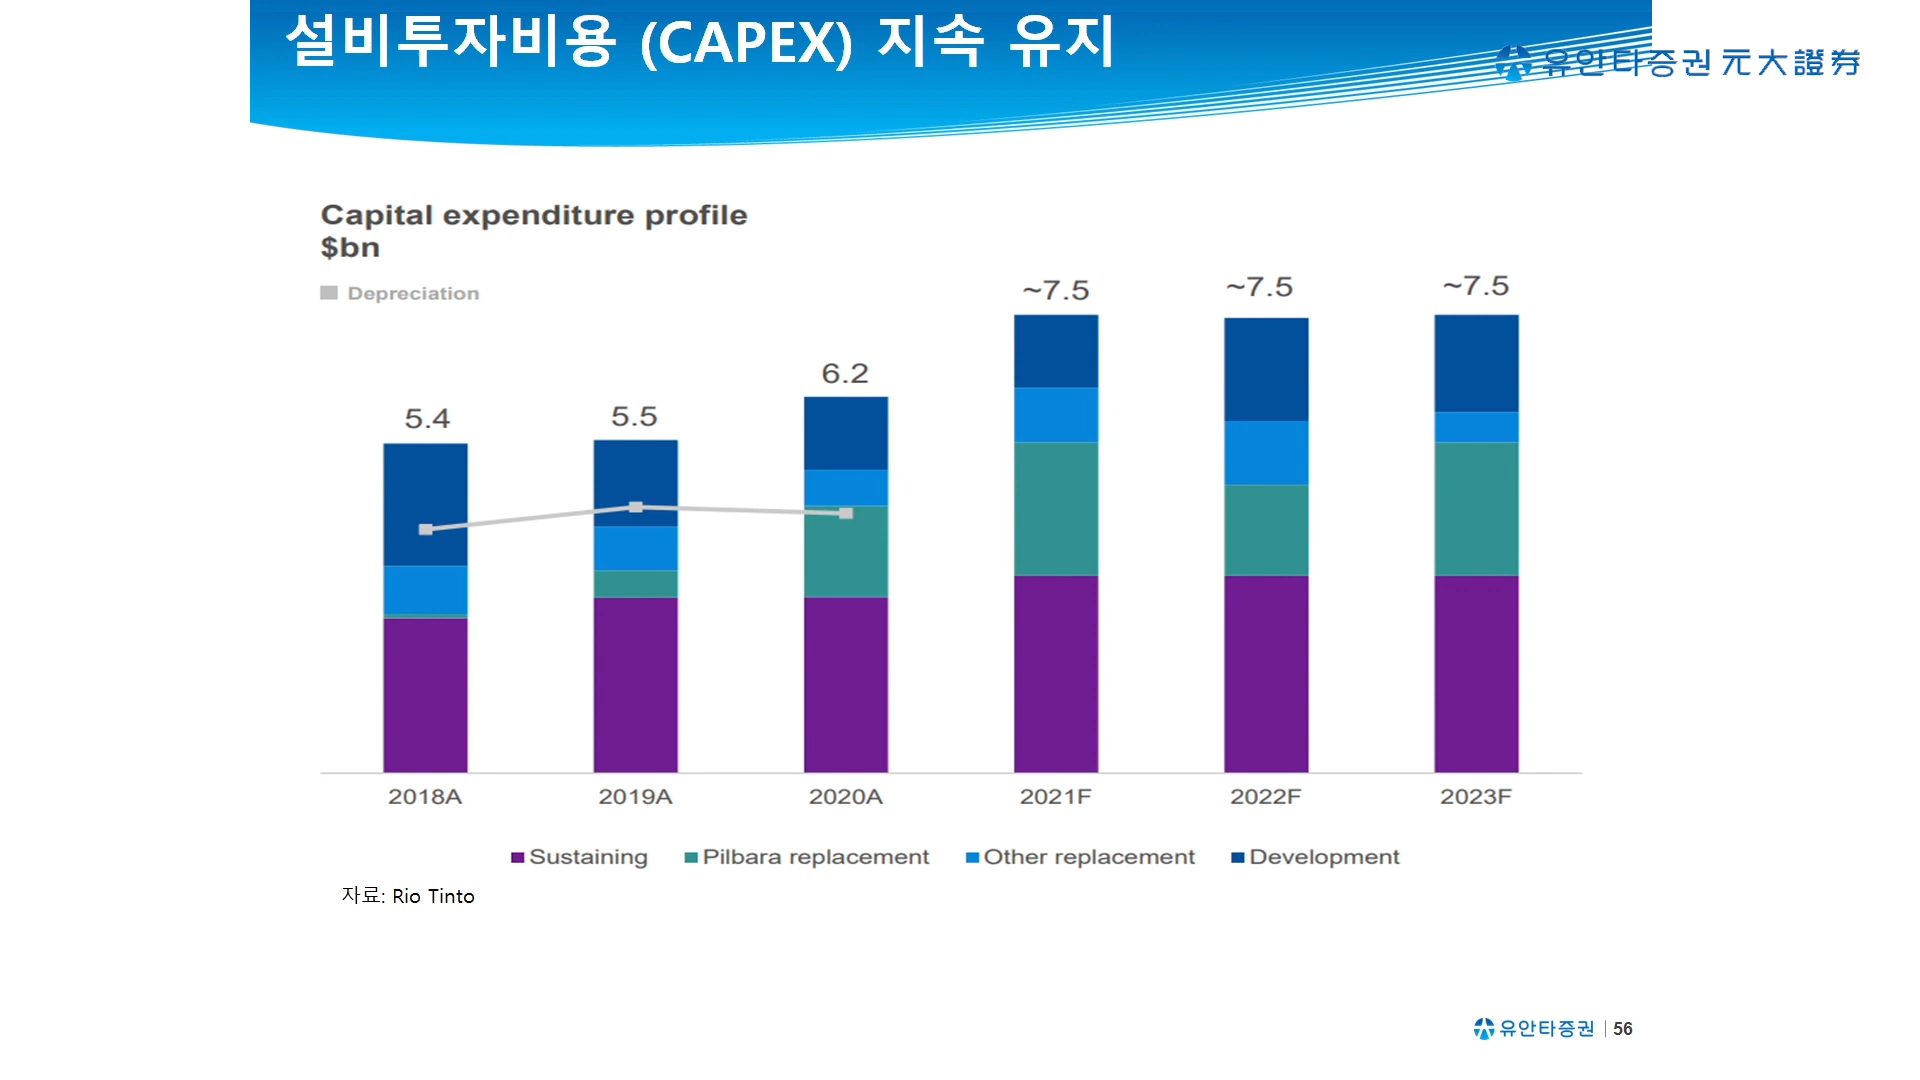 설비투자비용 (CAPEX) 지속 유지
유안타증권 元大證券
Capital expenditure profile
$bn
Depreciation
~7.5
~7.5
~7.5
6.2
5.4
5.5
2018A
2019A
2020A
2021F
2022F
2023F
Sustaining
Pilbara replacement
Other replacement
Development
자료: Rio Tinto
유안타증권 | 56